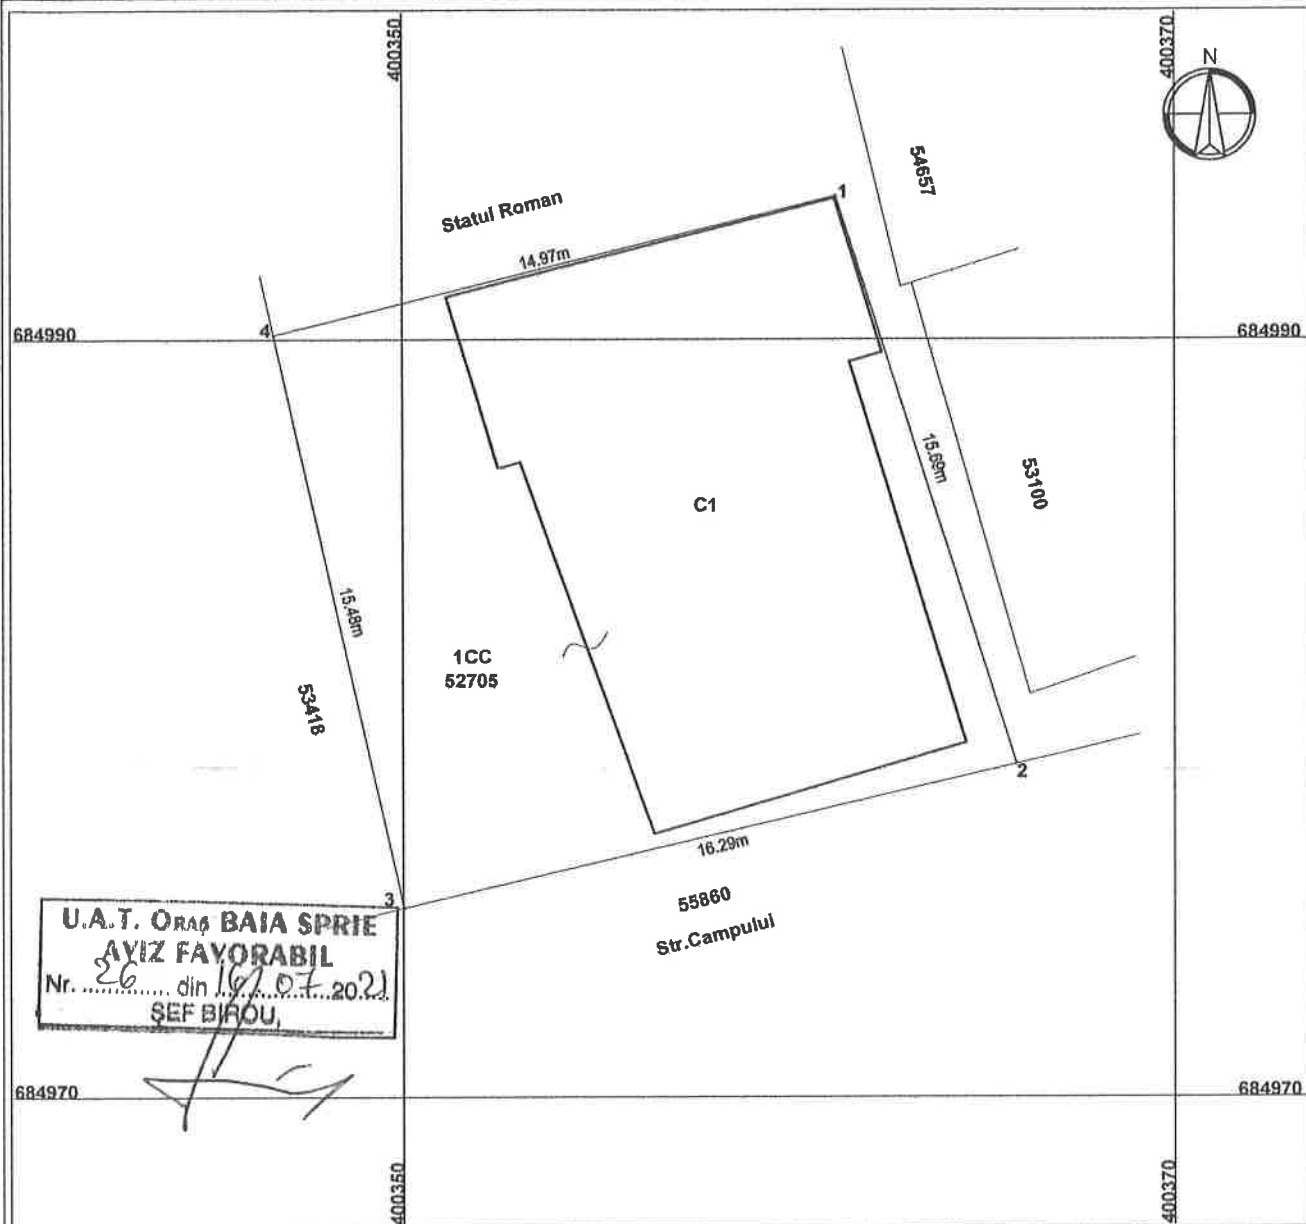 400350
400370
N
54657
1
Statul Roman
14.97m
4
684990
684990
15.69m
53100
C1
15.48m
1CC
52705
53418
2
16.29m
3
55860
Str.Campului
U.A.T. ORAŞ BAIA SPRIE
AVIZ FAVORABIL
Nr. 26 din 16 07 2021
ŞEF BIROU,
684970
684970
400350
400370